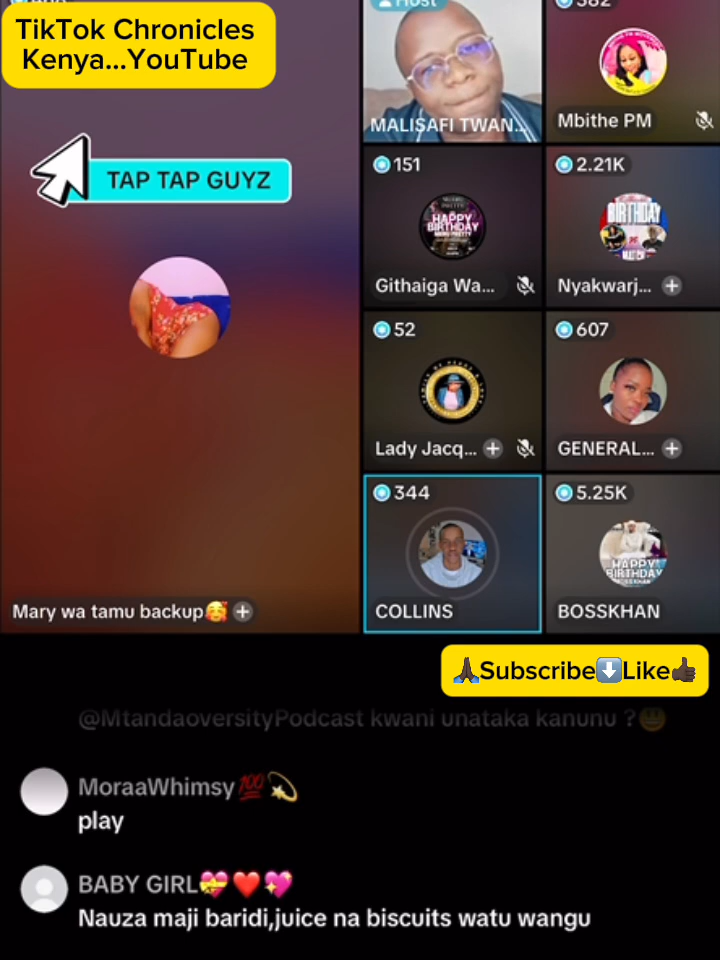 TikTok Chronicles
Kenya...YouTube
Host
MALISAFI TWAN...
382
Mbithe PM
TAP TAP GUYZ
151
Githaiga Wa...
2.21K
BIRTHDAY
Nyakwarj...
HAPPY
BIRTHDAY
52
Lady Jacq...
607
GENERAL...
344
COLLINS
5.25K
HAPPY
BIRTHDAY
BOSSKHAN
Mary wa tamu backup🥰
🙏🏿Subscribe⬇️Like👍🏿
@MtandaoversityPodcast kwani unataka kanunu ?😃
MoraaWhimsy💯💫
play
BABY GIRL💝❤️💖
Nauza maji baridi,juice na biscuits watu wangu